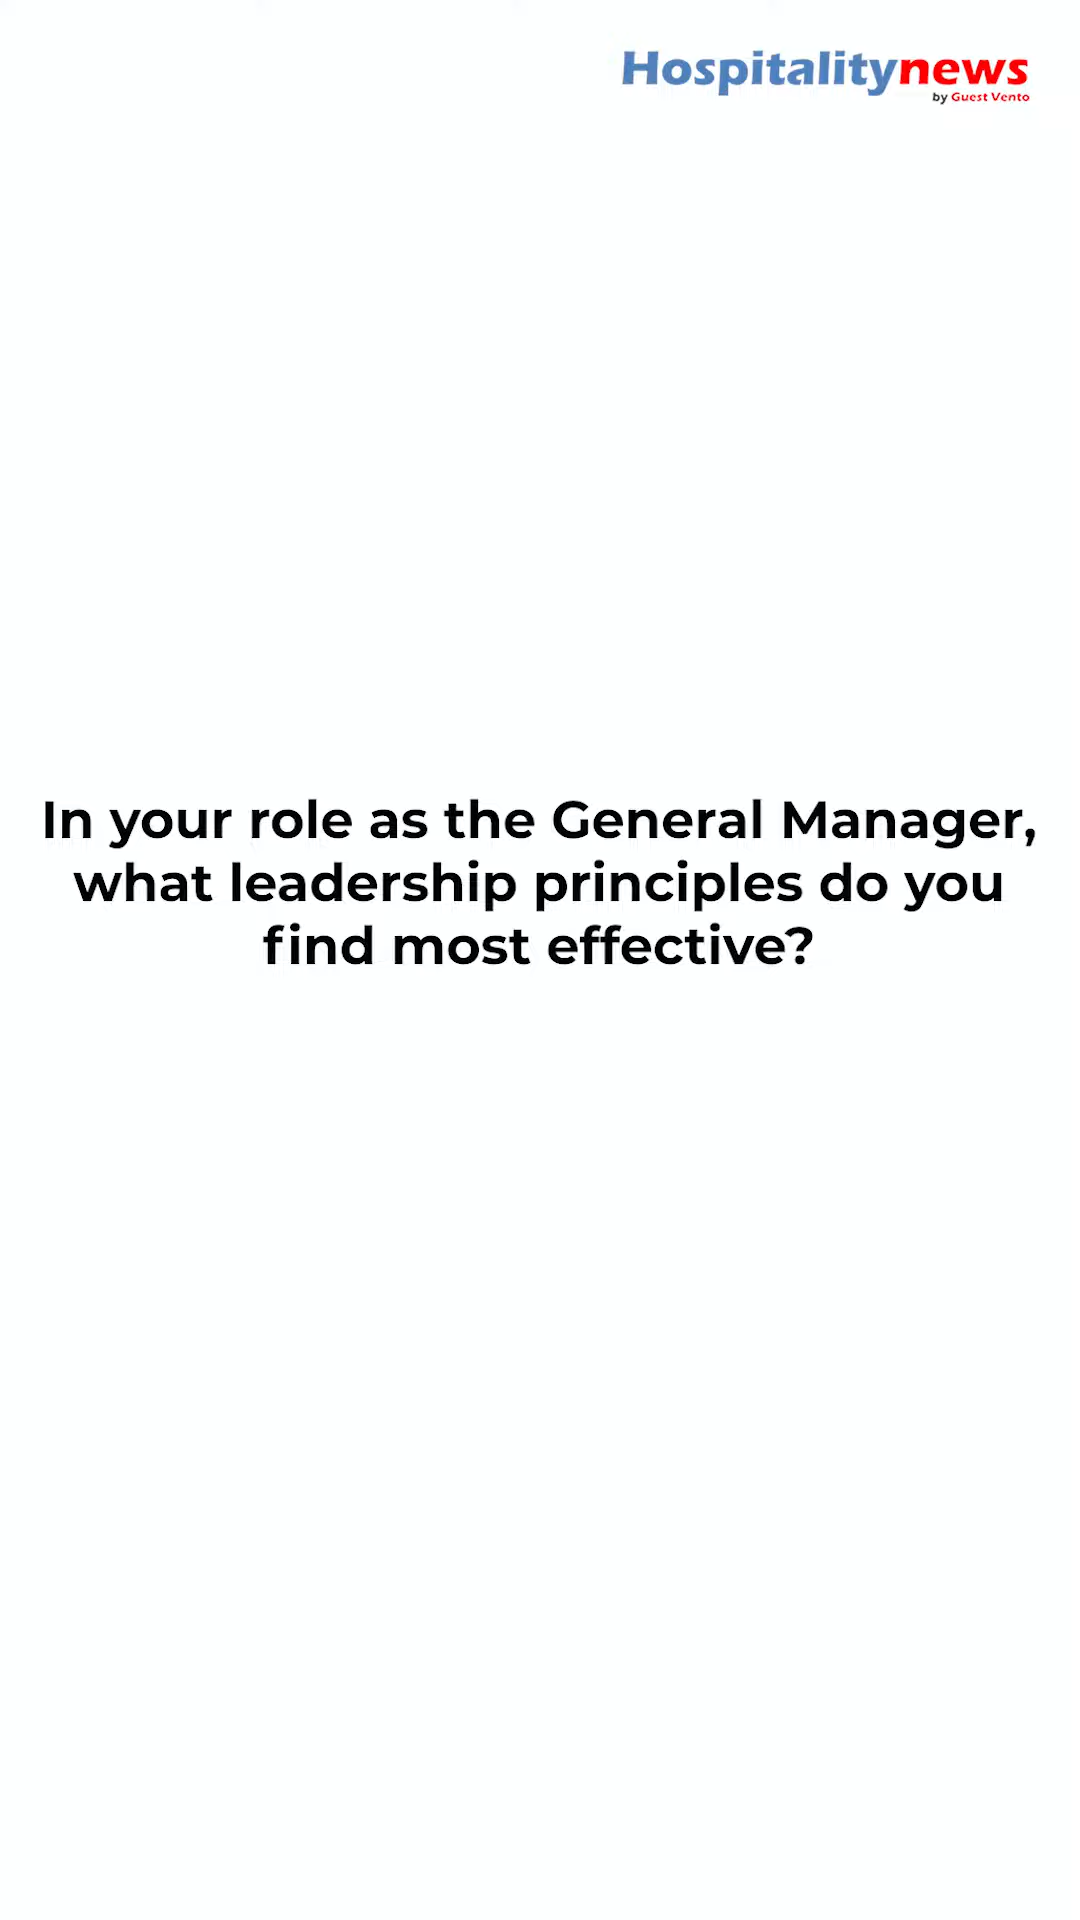 Hospitalitynews
by Guest Vento
In your role as the General Manager,
what leadership principles do you
find most effective?